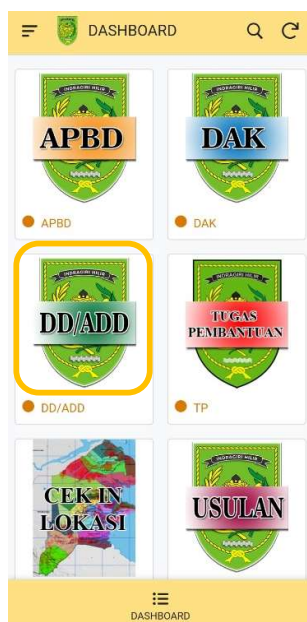 DASHBOARD
INDRAGIRI HILIR
INDRAGIRI HILIR
APBD
DAK
APBD
DAK
INDRAGIRI HILIR
INDRAGIRI HILIR
DD/ADD
TUGAS
PEMBANTUAN
DD/ADD
TP
INDRAGIRI HILIR
CEK IN
LOKASI
USULAN
DASHBOARD